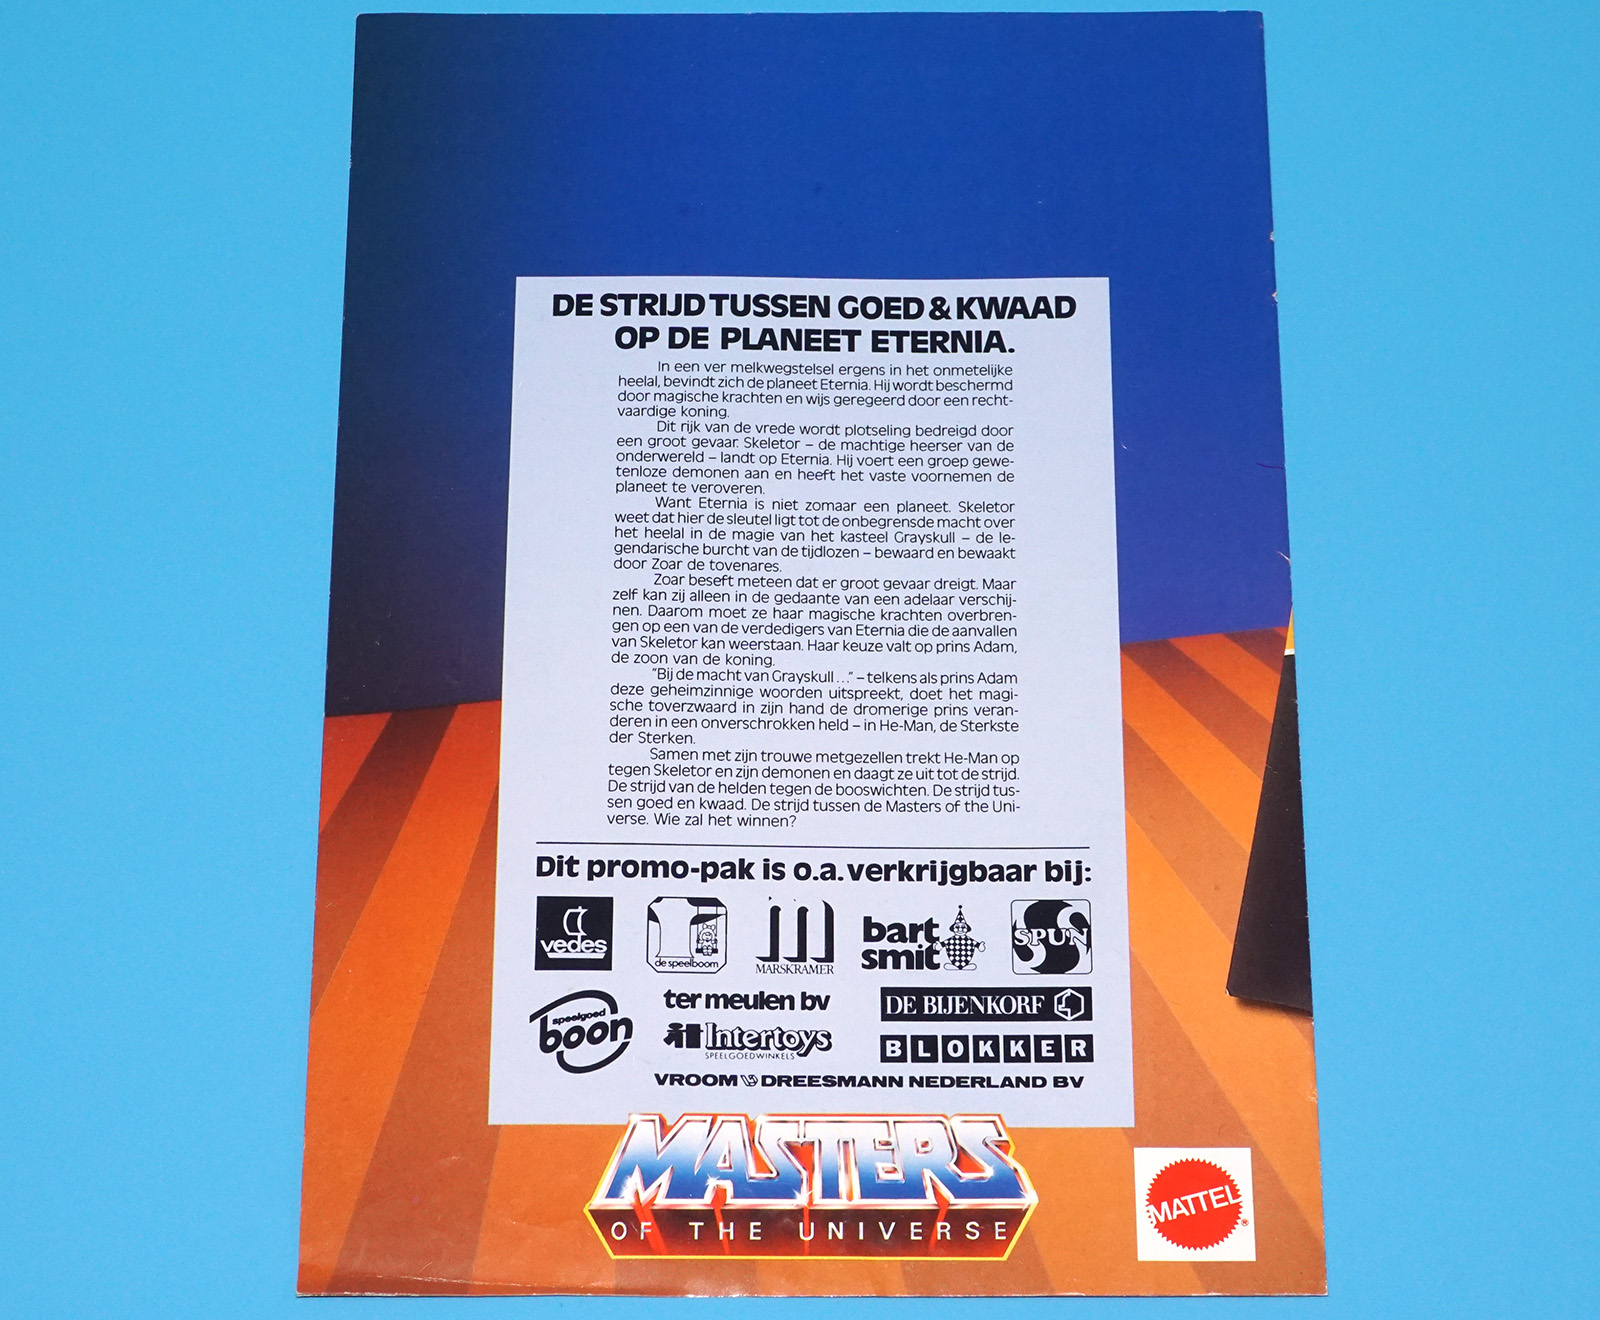 DE STRIJD TUSSEN GOED & KWAAD
OP DE PLANEET ETERNIA.
In een ver melkwegstelsel ergens in het onmetelijke
heelal, bevindt zich de planeet Eternia. Hij wordt beschermd
door magische krachten en wijs geregeerd door een recht-
vaardige koning.
Dit rijk van de vrede wordt plotseling bedreigd door
een groot gevaar. Skeletor – de machtige heerser van de
onderwereld – landt op Eternia. Hij voert een groep gewe-
tenloze demonen aan en heeft het vaste voornemen de
planeet te veroveren.
Want Eternia is niet zomaar een planeet. Skeletor
weet dat hier de sleutel ligt tot de onbegrensde macht over
het heelal in de magie van het kasteel Grayskull – de le-
gendarische burcht van de tijdlozen – bewaard en bewaakt
door Zoar de tovenares.
Zoar beseft meteen dat er groot gevaar dreigt. Maar
zelf kan zij alleen in de gedaante van een adelaar verschij-
nen. Daarom moet ze haar magische krachten overbren-
gen op een van de verdedigers van Eternia die de aanvallen
van Skeletor kan weerstaan. Haar keuze valt op prins Adam,
de zoon van de koning.
"Bij de macht van Grayskull..." – telkens als prins Adam
deze geheimzinnige woorden uitspreekt, doet het magi-
sche toverzwaard in zijn hand de dromerige prins veran-
deren in een onverschrokken held – in He-Man, de Sterkste
der Sterken.
Samen met zijn trouwe metgezellen trekt He-Man op
tegen Skeletor en zijn demonen en daagt ze uit tot de strijd.
De strijd van de helden tegen de booswichten. De strijd tus-
sen goed en kwaad. De strijd tussen de Masters of the Uni-
verse. Wie zal het winnen?
Dit promo-pak is o.a. verkrijgbaar bij:
vedes
de speelboom
MARSKRAMER
bart
smit
SPUN
speelgoed
boon
ter meulen bv
Intertoys
SPEELGOEDWINKELS
DE BIJENKORF
BLOKKER
VROOM VD DREESMANN NEDERLAND BV
MASTERS
OF THE UNIVERSE
MATTEL
®